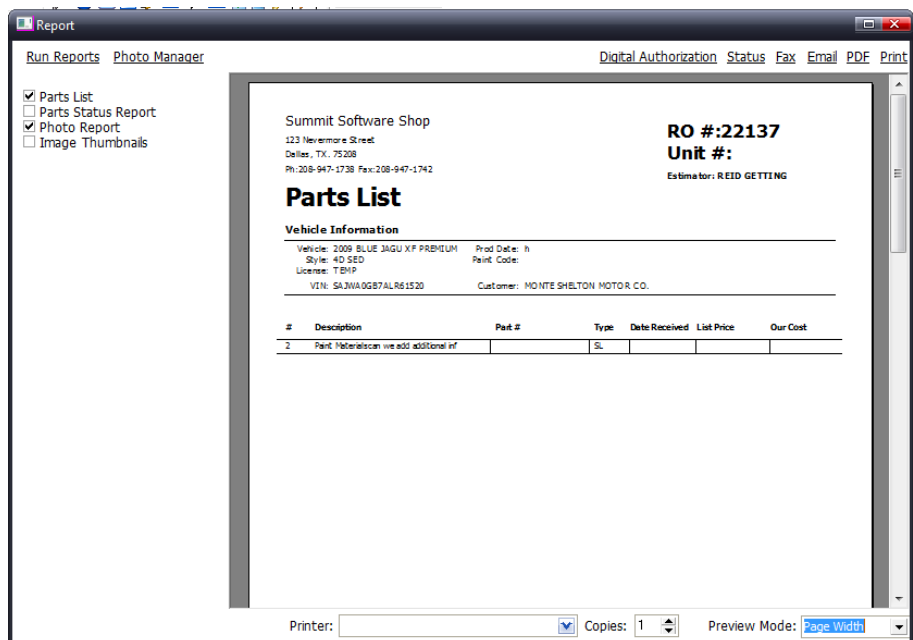 Report
Run Reports Photo Manager Digital Authorization Status Fax Email PDF Print
Parts List
Parts Status Report
Photo Report
Image Thumbnails
Summit Software Shop
123 Nevermore Street
Dallas, TX. 75208
Ph:208-947-1738 Fax:208-947-1742
RO #:22137
Unit #:
Estimator: REID GETTING
Parts List
Vehicle Information
Vehicle: 2009 BLUE JAGU XF PREMIUM Prod Date: h
Style: 4D SED Paint Code:
License: TEMP
VIN: SAJWA0GB7ALR61520 Customer: MONTE SHELTON MOTOR CO.
# Description Part # Type Date Received List Price Our Cost
2 Paint Materialscan we add additional inf SL
Printer: Copies: 1 Preview Mode: Page Width